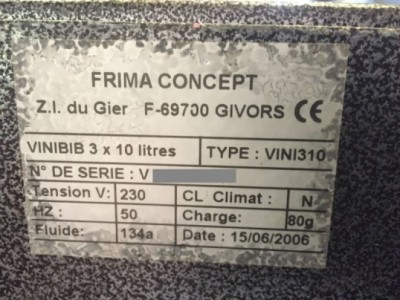 FRIMA CONCEPT
Z.I. du Gier F-69700 GIVORS CE
VINIBIB 3 x 10 litres TYPE : VINI310
N° DE SERIE : V
Tension V: 230 CL Climat : N
HZ : 50 Charge: 80g
Fluide: 134a Date : 15/06/2006